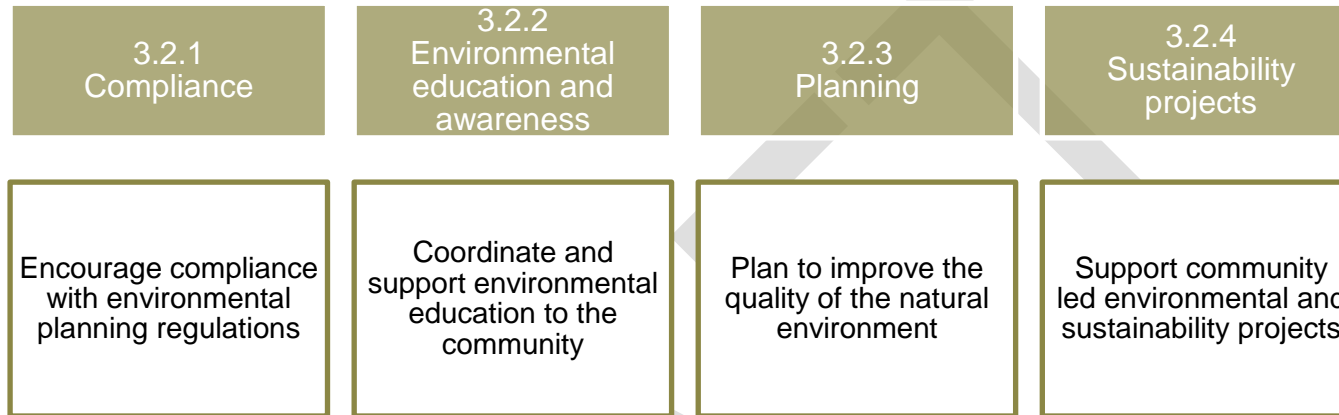 3.2.1
Compliance
3.2.2
Environmental
education and
awareness
3.2.3
Planning
3.2.4
Sustainability
projects
Encourage compliance
with environmental
planning regulations
Coordinate and
support environmental
education to the
community
Plan to improve the
quality of the natural
environment
Support community
led environmental and
sustainability projects